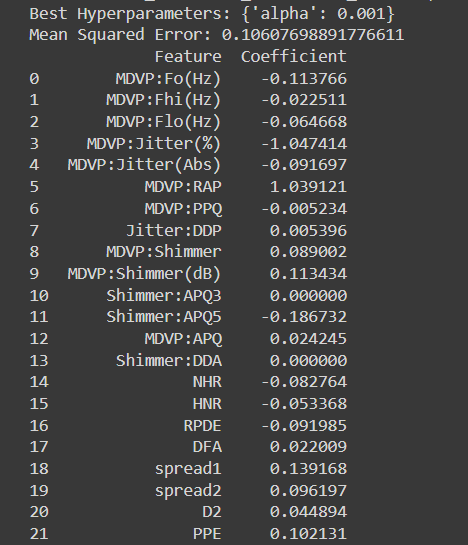 Best Hyperparameters: {'alpha': 0.001}
Mean Squared Error: 0.10607698891776611
Feature Coefficient
0 MDVP:Fo(Hz) -0.113766
1 MDVP:Fhi(Hz) -0.022511
2 MDVP:Flo(Hz) -0.064668
3 MDVP:Jitter(%) -1.047414
4 MDVP:Jitter(Abs) -0.091697
5 MDVP:RAP 1.039121
6 MDVP:PPQ -0.005234
7 Jitter:DDP 0.005396
8 MDVP:Shimmer 0.089002
9 MDVP:Shimmer(dB) 0.113434
10 Shimmer:APQ3 0.000000
11 Shimmer:APQ5 -0.186732
12 MDVP:APQ 0.024245
13 Shimmer:DDA 0.000000
14 NHR -0.082764
15 HNR -0.053368
16 RPDE -0.091985
17 DFA 0.022009
18 spread1 0.139168
19 spread2 0.096197
20 D2 0.044894
21 PPE 0.102131